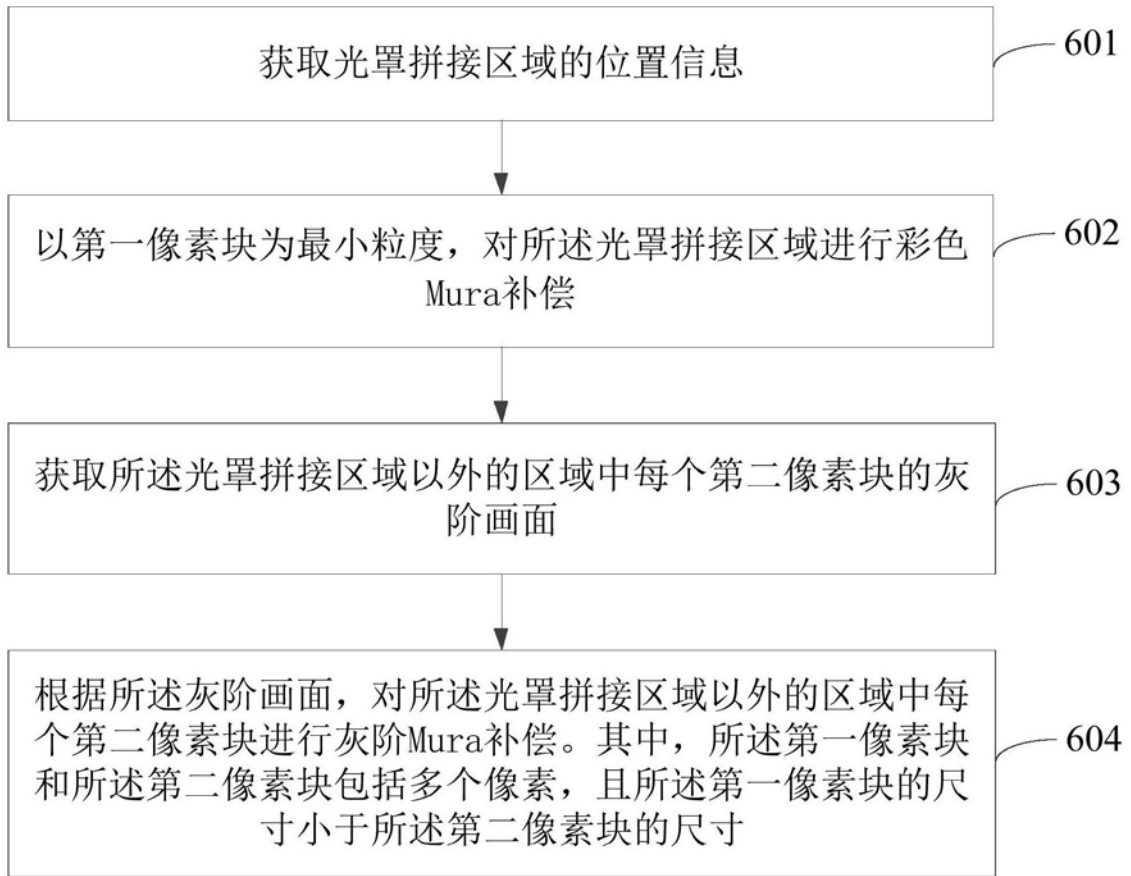 获取光罩拼接区域的位置信息
601
以第一像素块为最小粒度，对所述光罩拼接区域进行彩色
Mura补偿
602
获取所述光罩拼接区域以外的区域中每个第二像素块的灰
阶画面
603
根据所述灰阶画面，对所述光罩拼接区域以外的区域中每
个第二像素块进行灰阶Mura补偿。其中，所述第一像素块
和所述第二像素块包括多个像素，且所述第一像素块的尺
寸小于所述第二像素块的尺寸
604